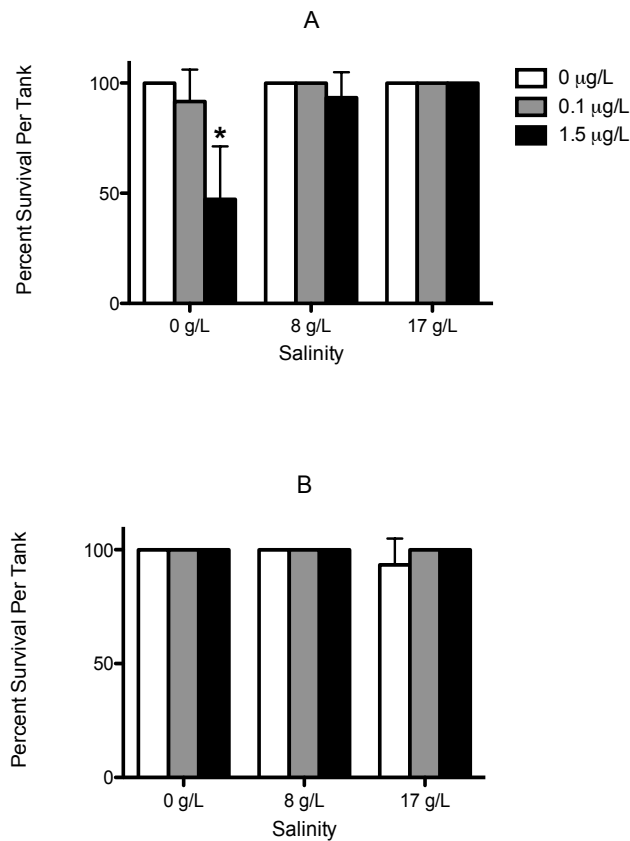 A
Percent Survival Per Tank
100
50
0
*
0 g/L
8 g/L
17 g/L
Salinity
0 μg/L
0.1 μg/L
1.5 μg/L
B
Percent Survival Per Tank
100
50
0
0 g/L
8 g/L
17 g/L
Salinity